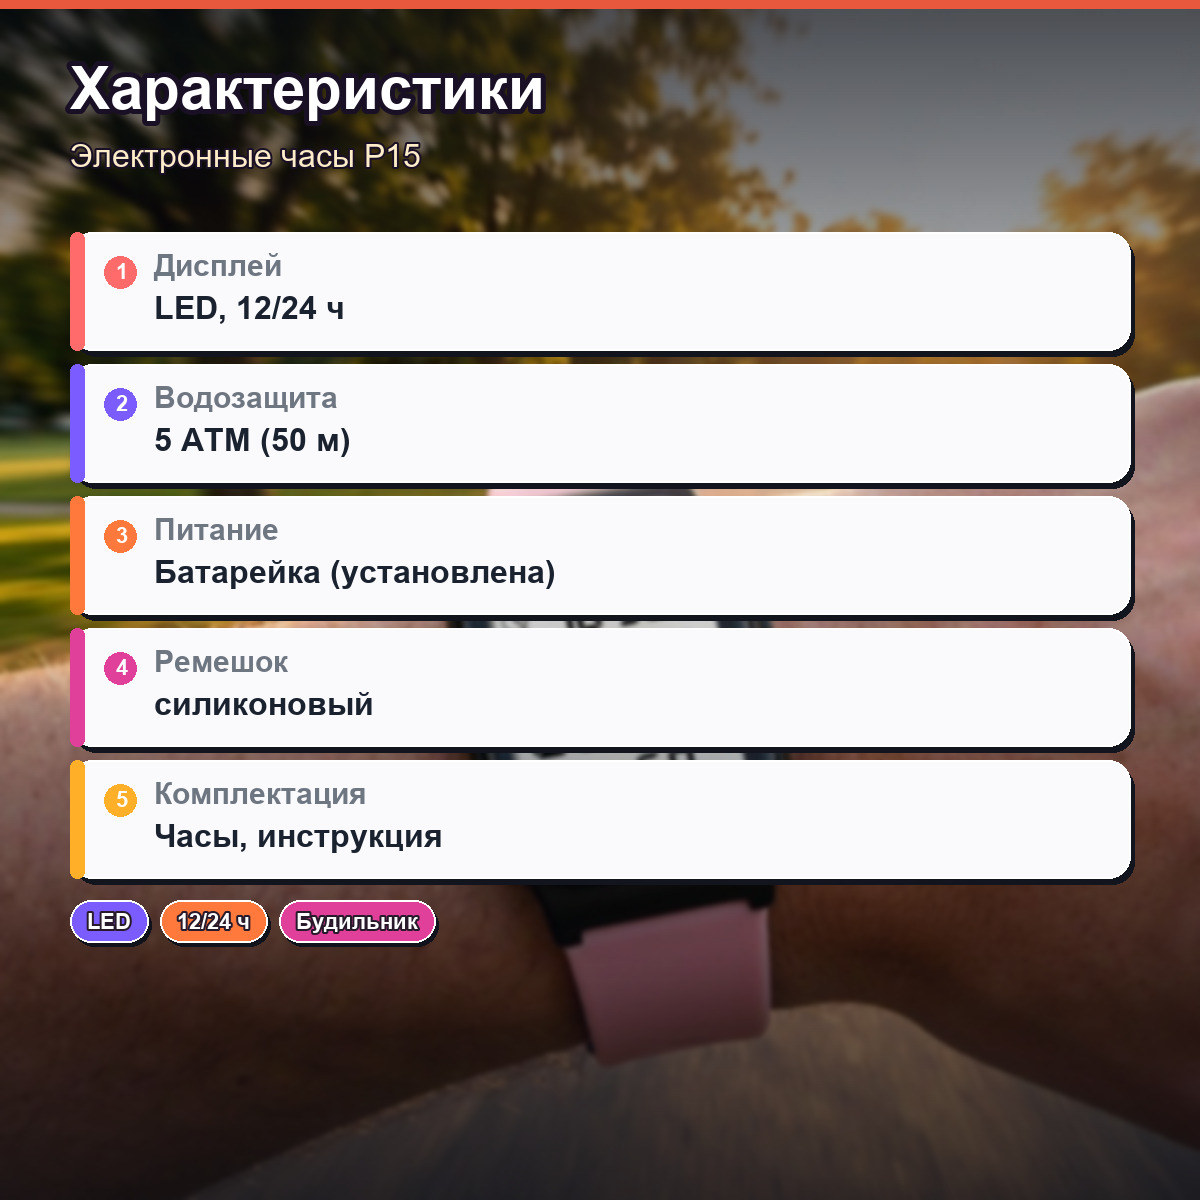 Характеристики
Электронные часы P15
1
Дисплей
LED, 12/24 ч
2
Водозащита
5 ATM (50 м)
3
Питание
Батарейка (установлена)
4
Ремешок
силиконовый
5
Комплектация
Часы, инструкция
LED 12/24 ч Будильник